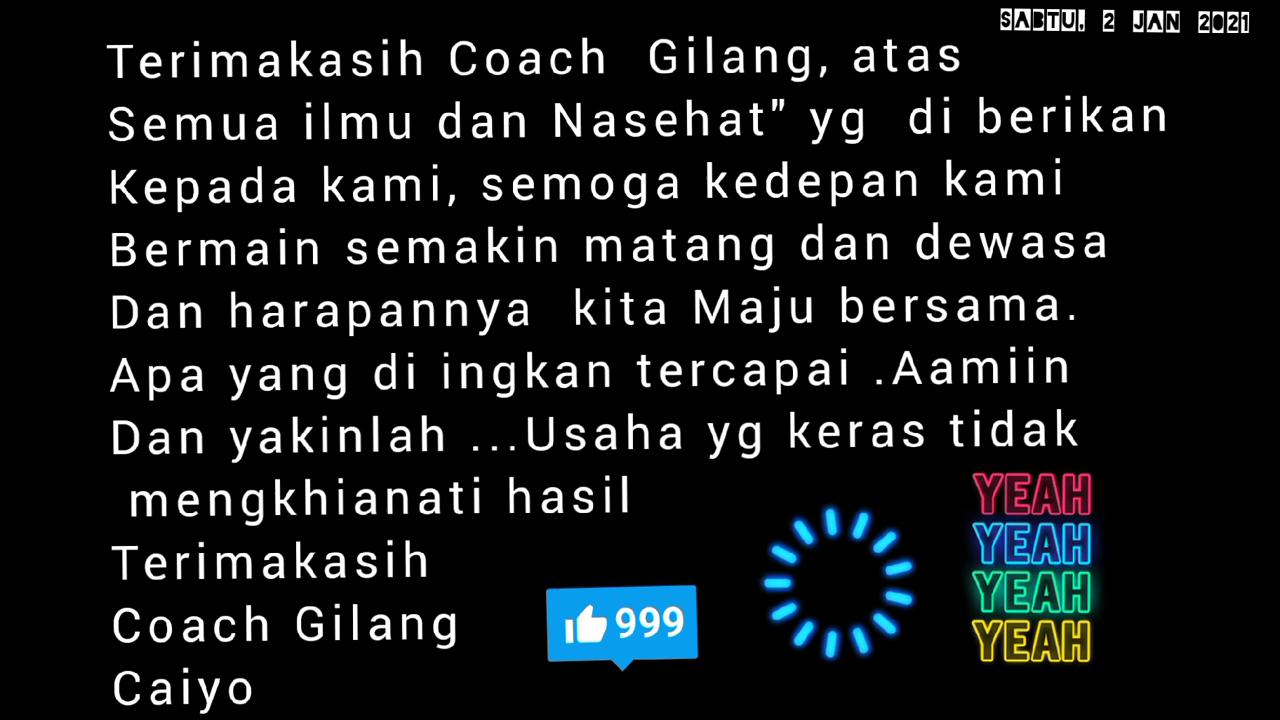 SABTU, 2 JAN 2021
Terimakasih Coach Gilang, atas
Semua ilmu dan Nasehat" yg di berikan
Kepada kami, semoga kedepan kami
Bermain semakin matang dan dewasa
Dan harapannya kita Maju bersama.
Apa yang di ingkan tercapai .Aamiin
Dan yakinlah ...Usaha yg keras tidak
mengkhianati hasil
Terimakasih
Coach Gilang
Caiyo
999
YEAH
YEAH
YEAH
YEAH